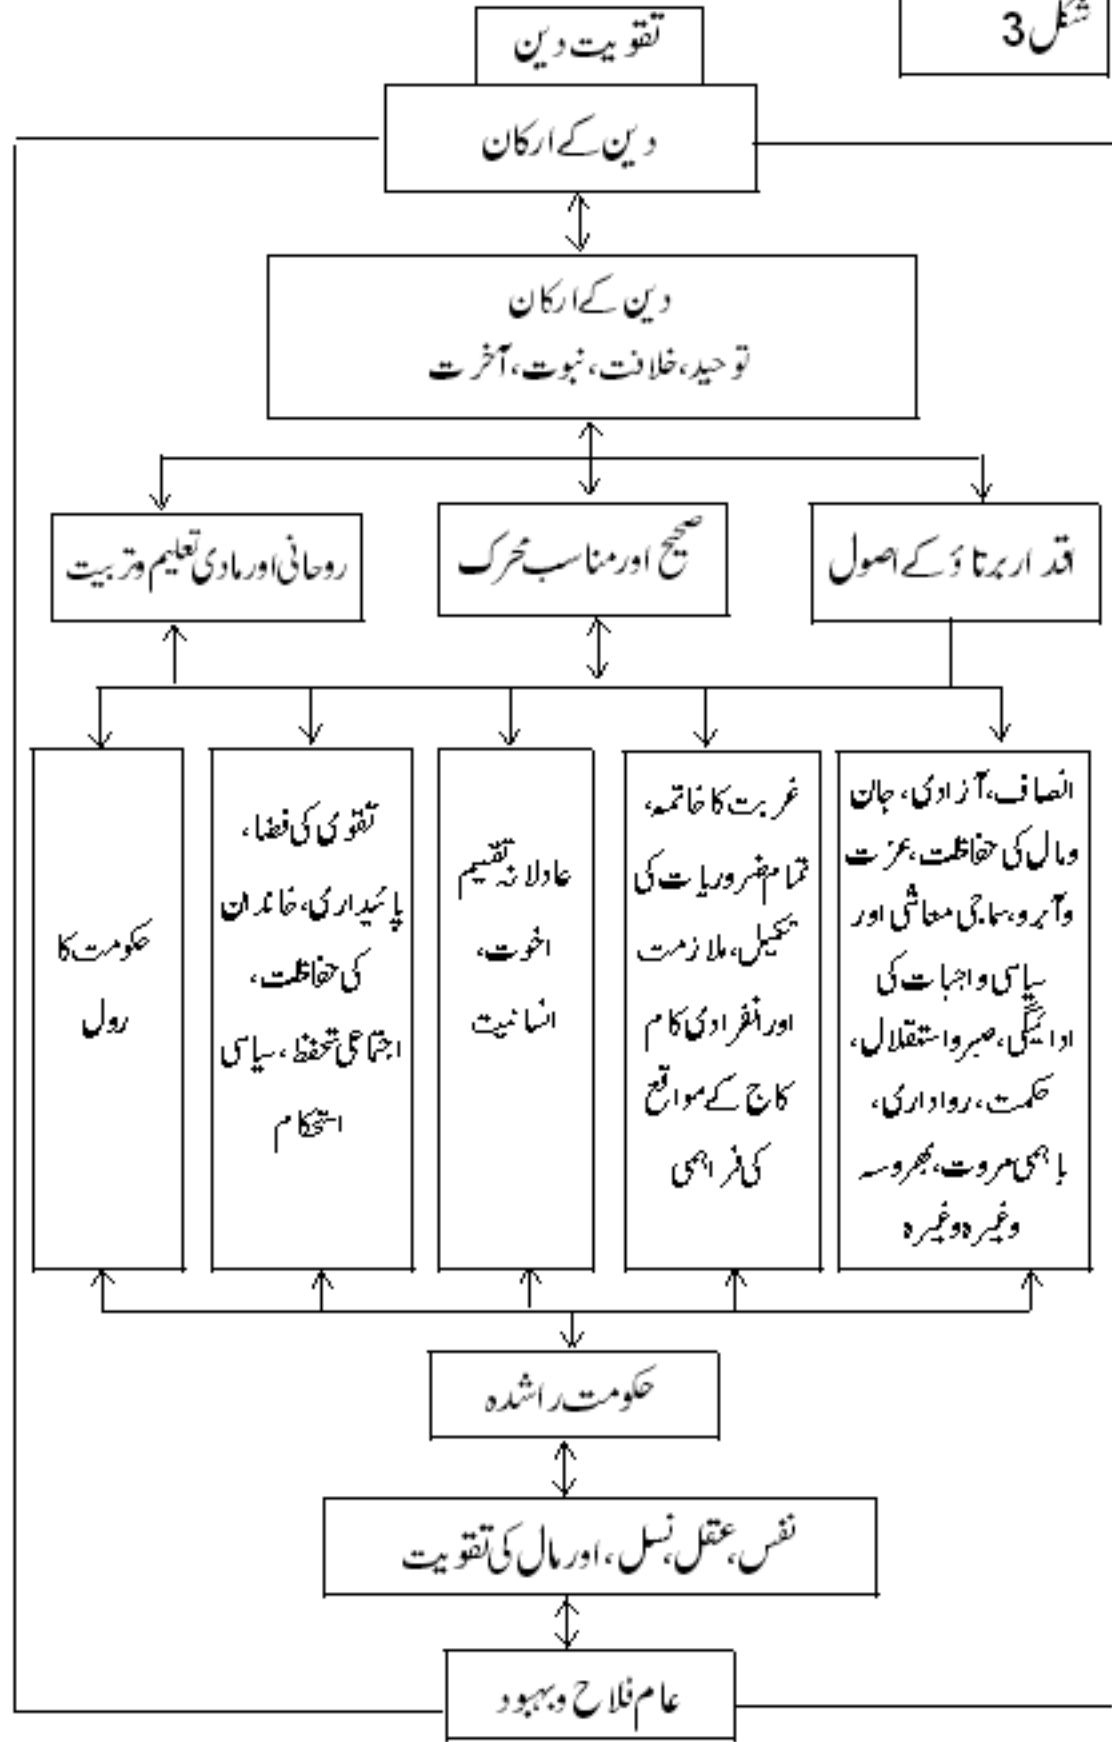 شکل 3
تقویت دین
دین کے ارکان
دین کے ارکان
توحید، خلافت، نبوت، آخرت
اقدار برتاؤ کے اصول
صحیح اور مناسب محرک
روحانی اور مادی تعلیم و تربیت
انصاف، آزادی، جان
ومال کی حفاظت، عزت
وآبرو، سماجی معاشی اور
سیاسی واجبات کی
ادائیگی، صبر و استقلال،
حکمت، رواداری،
باہمی مروت، بھروسہ
وغیرہ وغیرہ
غربت کا خاتمہ،
تمام ضروریات کی
تکمیل، ملازمت
اور انفرادی کام
کاج کے مواقع
کی فراہمی
عادلانہ تقسیم
اخوت،
انسانیت
تقوی کی فضا،
پائیداری، خاندان
کی حفاظت،
اجتماعی تحفظ، سیاسی
استحکام
حکومت کا
رول
حکومت راشدہ
نفس، عقل، نسل، اور مال کی تقویت
عام فلاح وبہبود